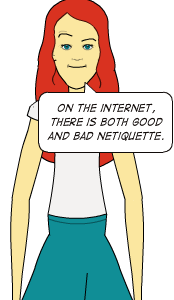 ON THE INTERNET,
THERE IS BOTH GOOD
AND BAD NETIQUETTE.